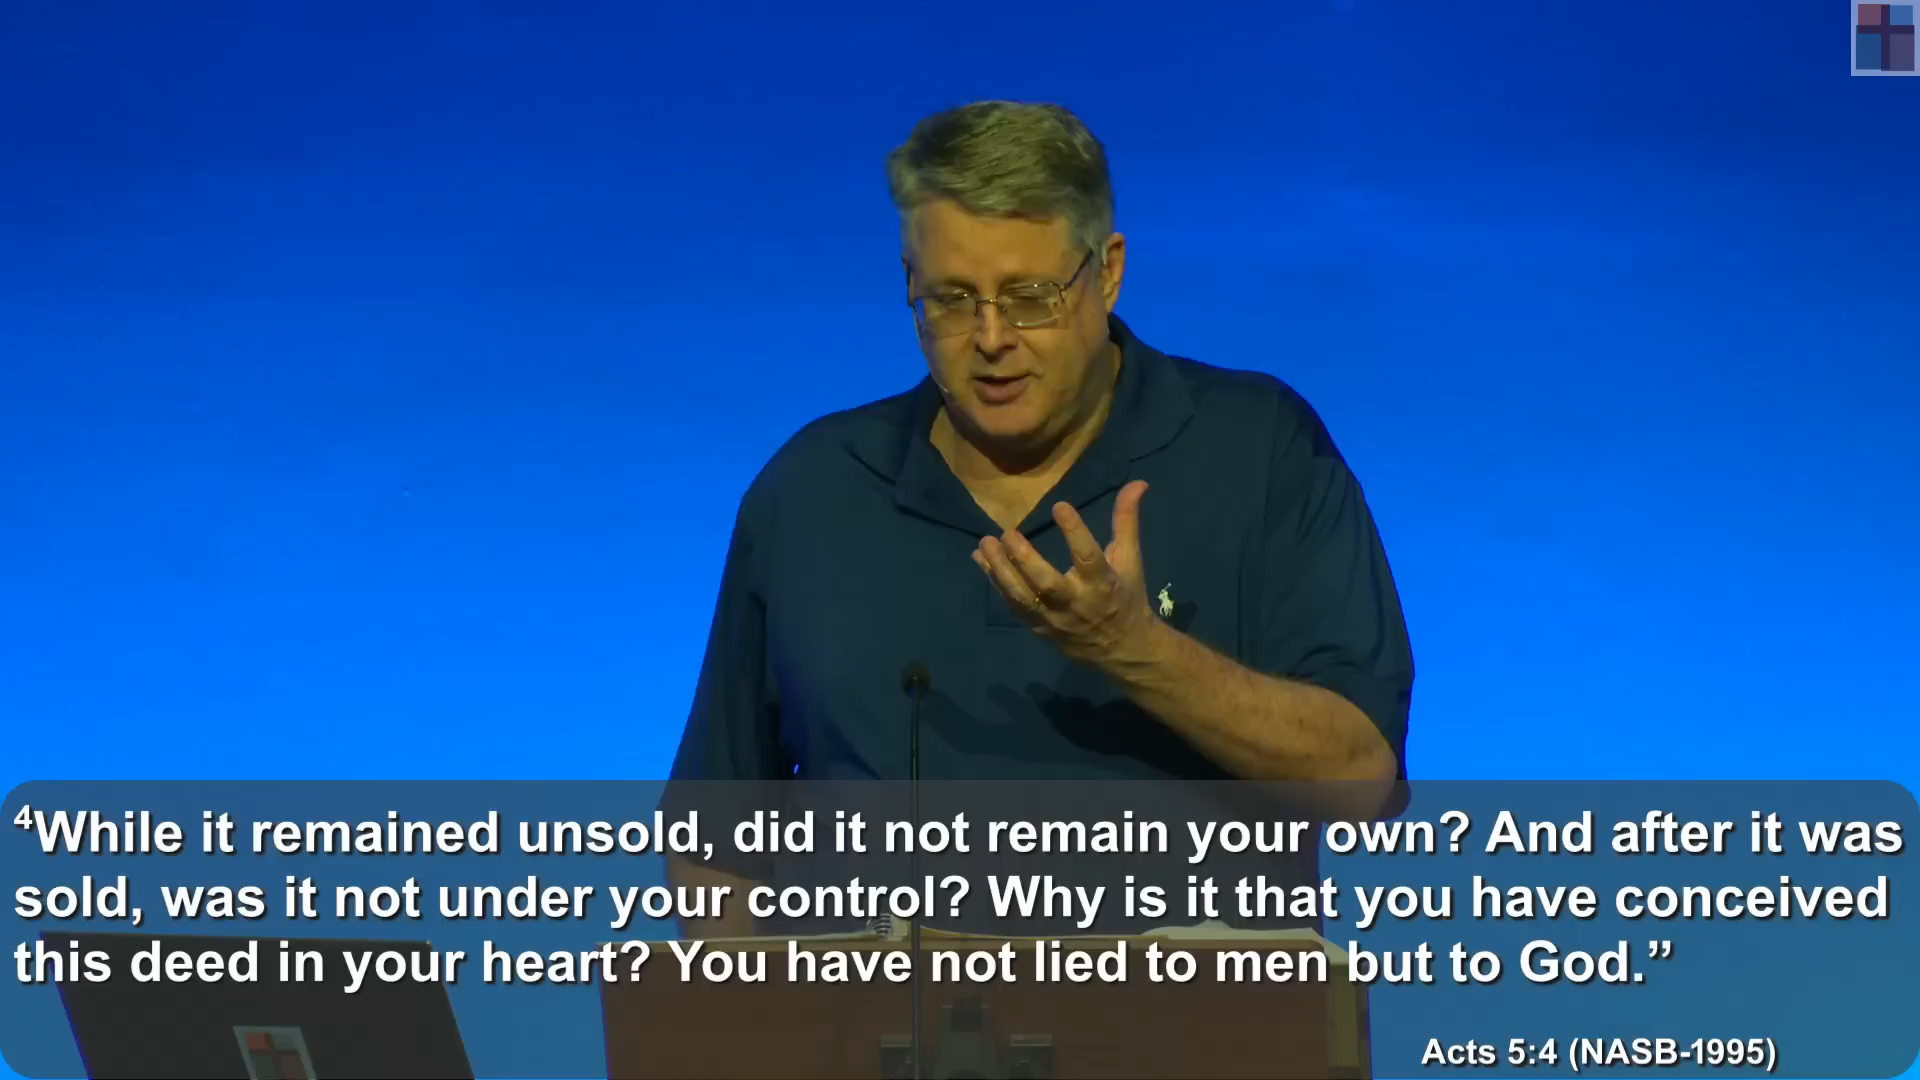 ⁴While it remained unsold, did it not remain your own? And after it was
sold, was it not under your control? Why is it that you have conceived
this deed in your heart? You have not lied to men but to God.”
Acts 5:4 (NASB-1995)